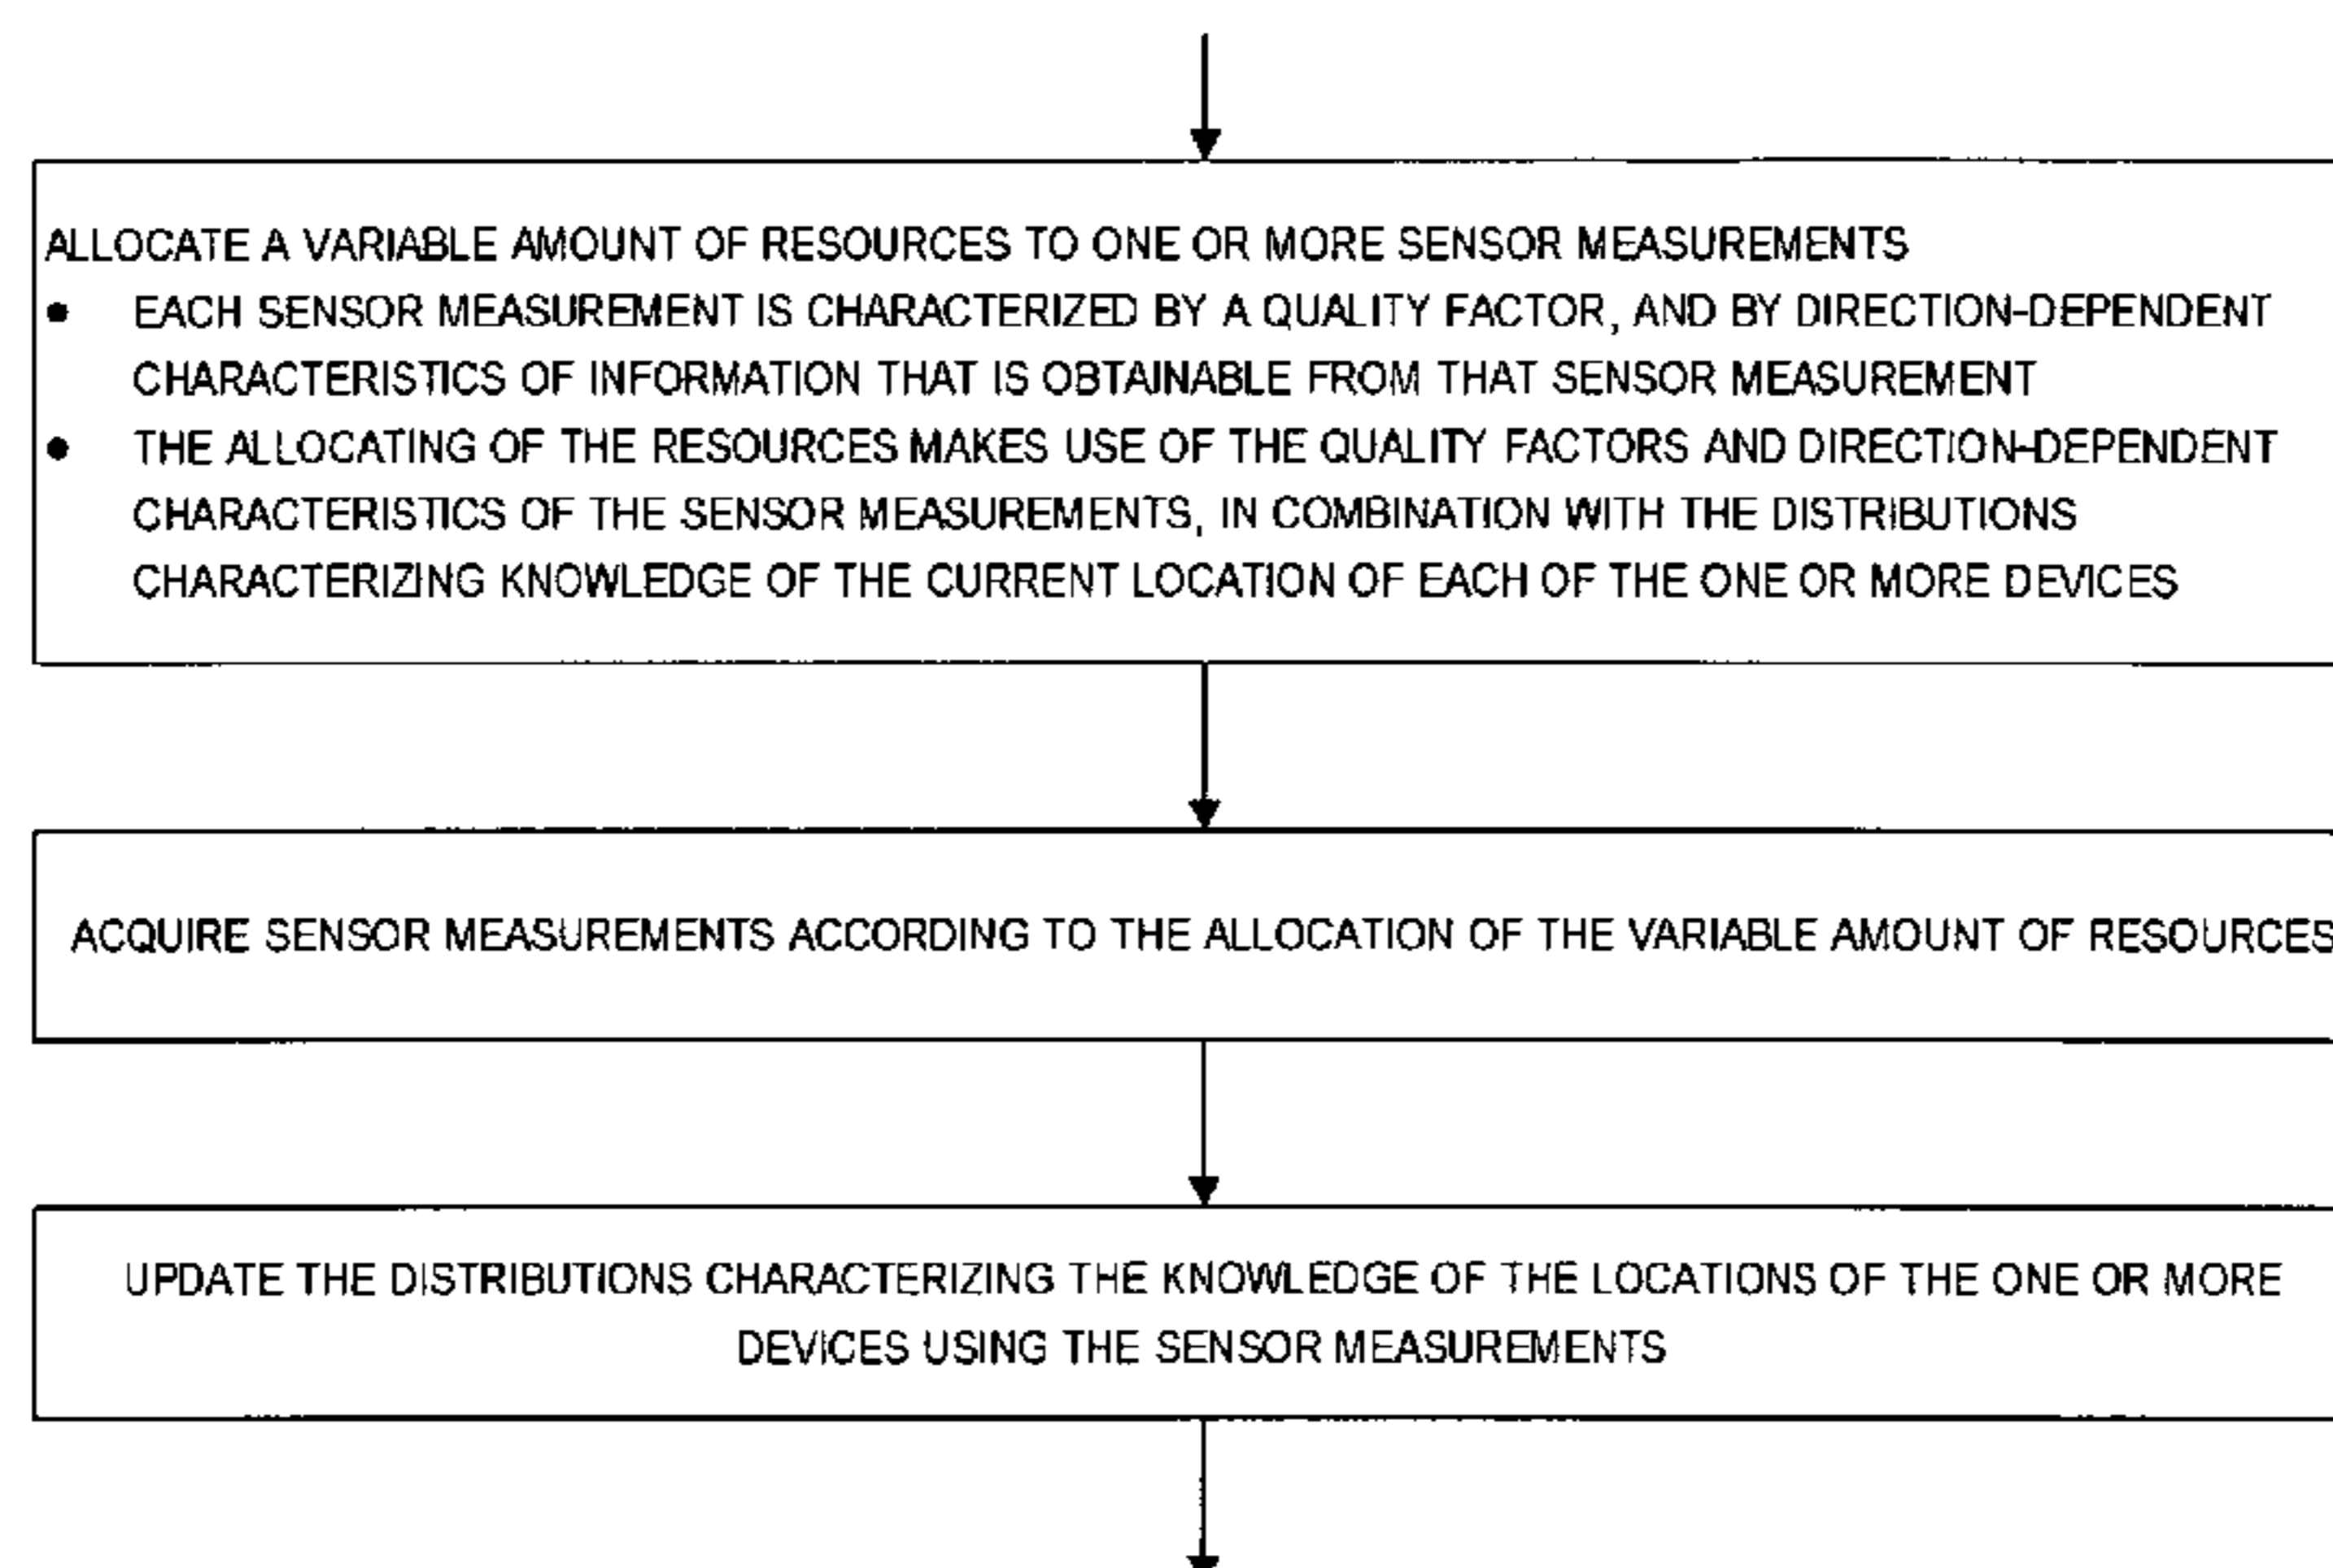 ALLOCATE A VARIABLE AMOUNT OF RESOURCES TO ONE OR MORE SENSOR MEASUREMENTS
• EACH SENSOR MEASUREMENT IS CHARACTERIZED BY A QUALITY FACTOR, AND BY DIRECTION-DEPENDENT
CHARACTERISTICS OF INFORMATION THAT IS OBTAINABLE FROM THAT SENSOR MEASUREMENT
• THE ALLOCATING OF THE RESOURCES MAKES USE OF THE QUALITY FACTORS AND DIRECTION-DEPENDENT
CHARACTERISTICS OF THE SENSOR MEASUREMENTS, IN COMBINATION WITH THE DISTRIBUTIONS
CHARACTERIZING KNOWLEDGE OF THE CURRENT LOCATION OF EACH OF THE ONE OR MORE DEVICES
ACQUIRE SENSOR MEASUREMENTS ACCORDING TO THE ALLOCATION OF THE VARIABLE AMOUNT OF RESOURCES
UPDATE THE DISTRIBUTIONS CHARACTERIZING THE KNOWLEDGE OF THE LOCATIONS OF THE ONE OR MORE
DEVICES USING THE SENSOR MEASUREMENTS